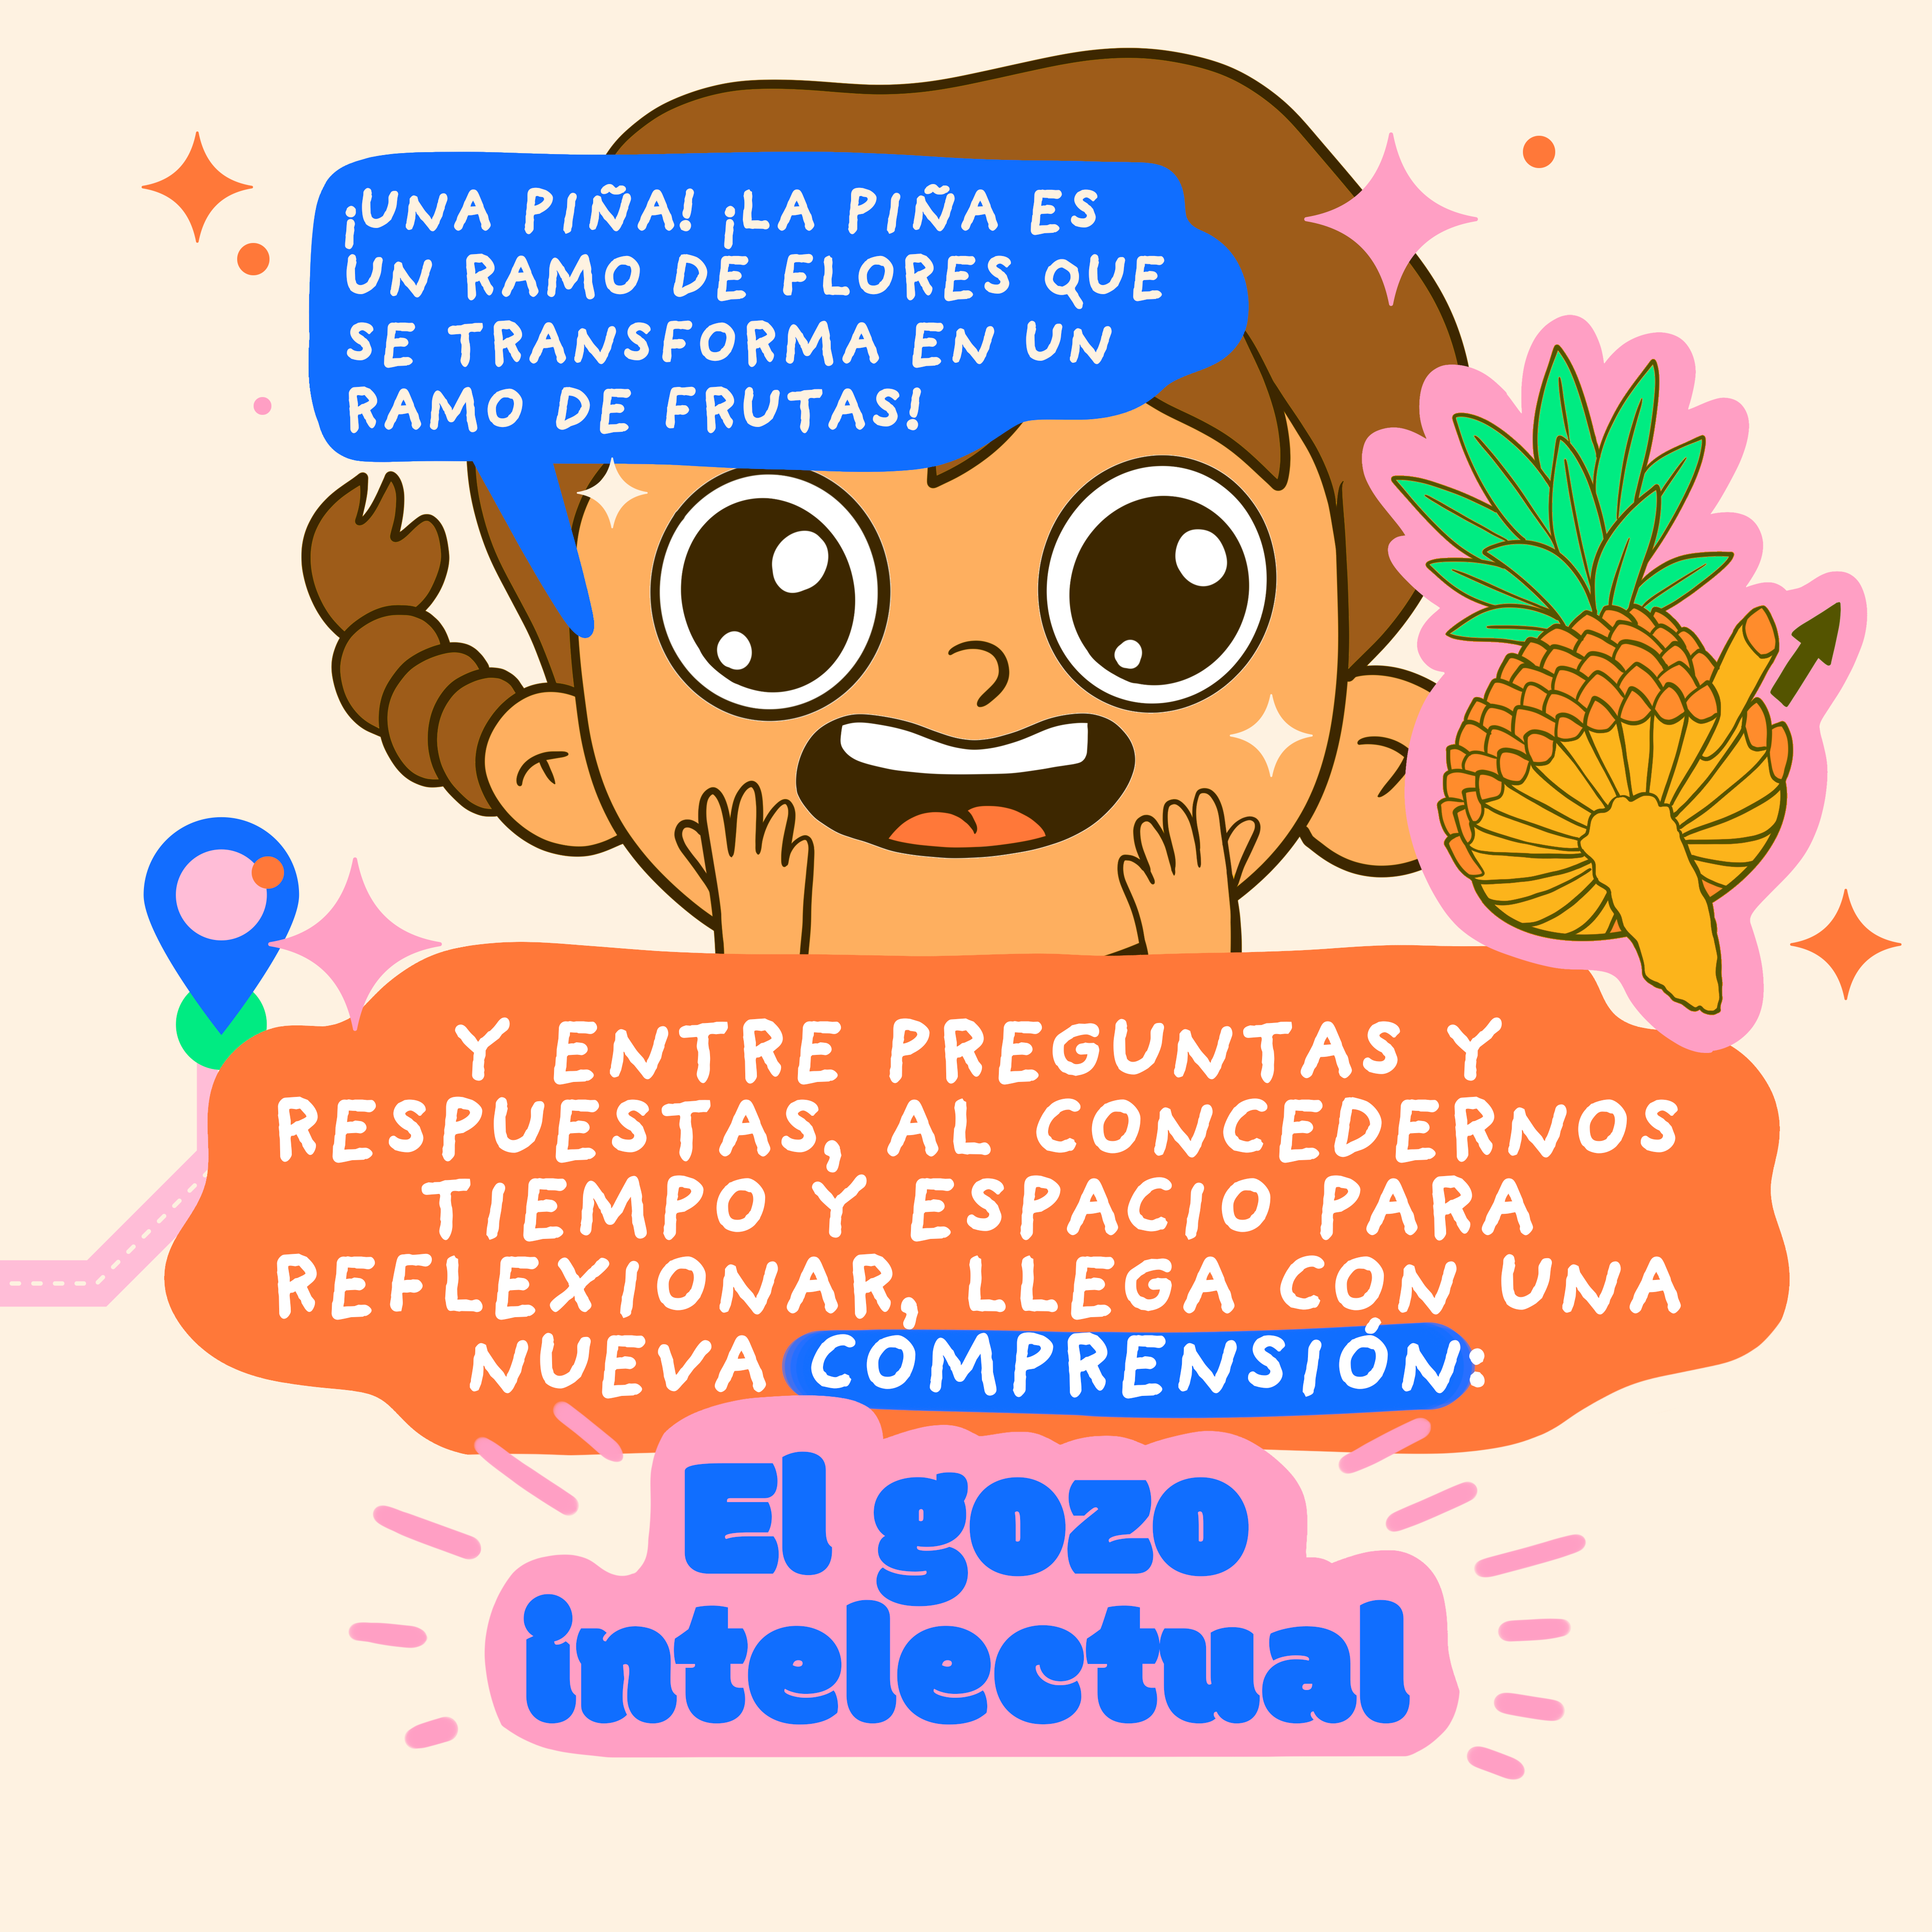 ¡UNA PIÑA! ¡LA PIÑA ES
UN RAMO DE FLORES QUE
SE TRANSFORMA EN UN
RAMO DE FRUTAS!
Y ENTRE PREGUNTAS Y
RESPUESTAS, AL CONCEDERNOS
TIEMPO Y ESPACIO PARA
REFLEXIONAR, LLEGA CON UNA
NUEVA COMPRENSIÓN:
El gozo
intelectual